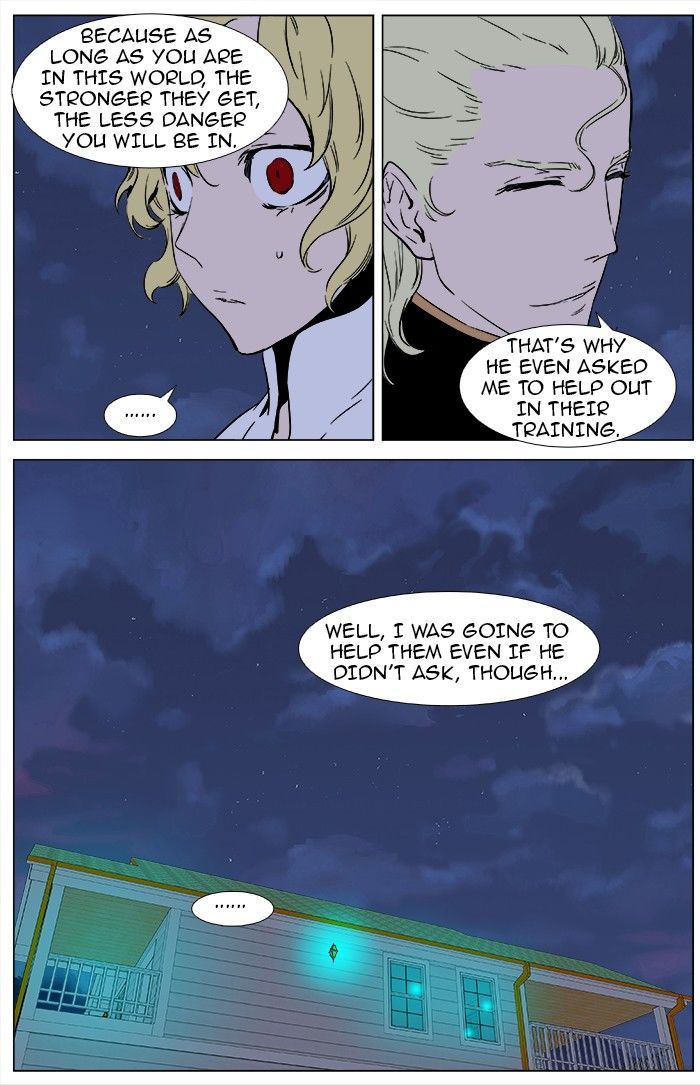 BECAUSE AS
LONG AS YOU ARE
IN THIS WORLD, THE
STRONGER THEY GET,
THE LESS DANGER
YOU WILL BE IN.
......
THAT'S WHY
HE EVEN ASKED
ME TO HELP OUT
IN THEIR
TRAINING.
WELL, I WAS GOING TO
HELP THEM EVEN IF HE
DIDN'T ASK, THOUGH...
......